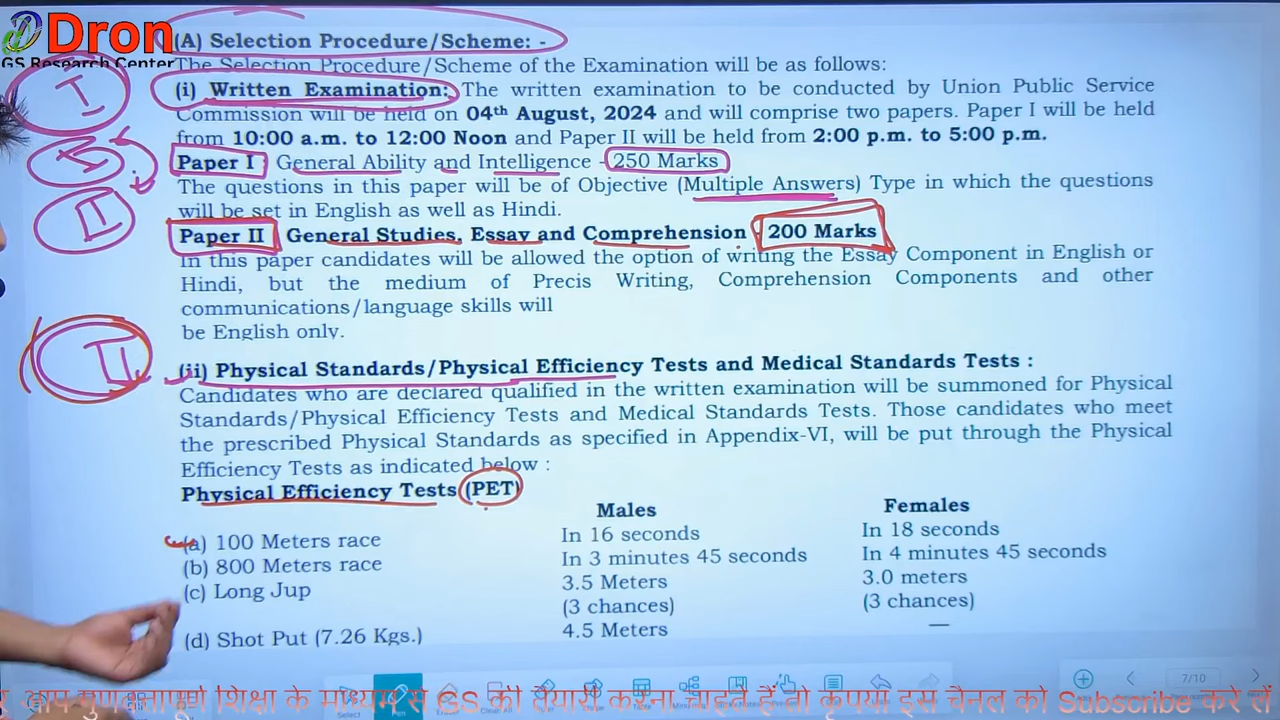 Dron
GS Research Center
(A) Selection Procedure/Scheme: -
The Selection Procedure/Scheme of the Examination will be as follows:
(i) Written Examination: The written examination to be conducted by Union Public Service
Commission will be held on 04th August, 2024 and will comprise two papers. Paper I will be held
from 10:00 a.m. to 12:00 Noon and Paper II will be held from 2:00 p.m. to 5:00 p.m.
Paper I General Ability and Intelligence - 250 Marks
The questions in this paper will be of Objective (Multiple Answers) Type in which the questions
will be set in English as well as Hindi.
Paper II General Studies, Essay and Comprehension - 200 Marks
In this paper candidates will be allowed the option of writing the Essay Component in English or
Hindi, but the medium of Precis Writing, Comprehension Components and other
communications/language skills will
be English only.
(ii) Physical Standards/Physical Efficiency Tests and Medical Standards Tests :
Candidates who are declared qualified in the written examination will be summoned for Physical
Standards/Physical Efficiency Tests and Medical Standards Tests. Those candidates who meet
the prescribed Physical Standards as specified in Appendix-VI, will be put through the Physical
Efficiency Tests as indicated below :
Physical Efficiency Tests (PET)
Males Females
(a) 100 Meters race In 16 seconds In 18 seconds
(b) 800 Meters race In 3 minutes 45 seconds In 4 minutes 45 seconds
(c) Long Jup 3.5 Meters 3.0 meters
(3 chances) (3 chances)
(d) Shot Put (7.26 Kgs.) 4.5 Meters —
7/10
आप गुणवत्तापूर्ण शिक्षा के माध्यम से GS की तैयारी करना चाहते हैं तो कृपया इस चैनल को Subscribe कर लें